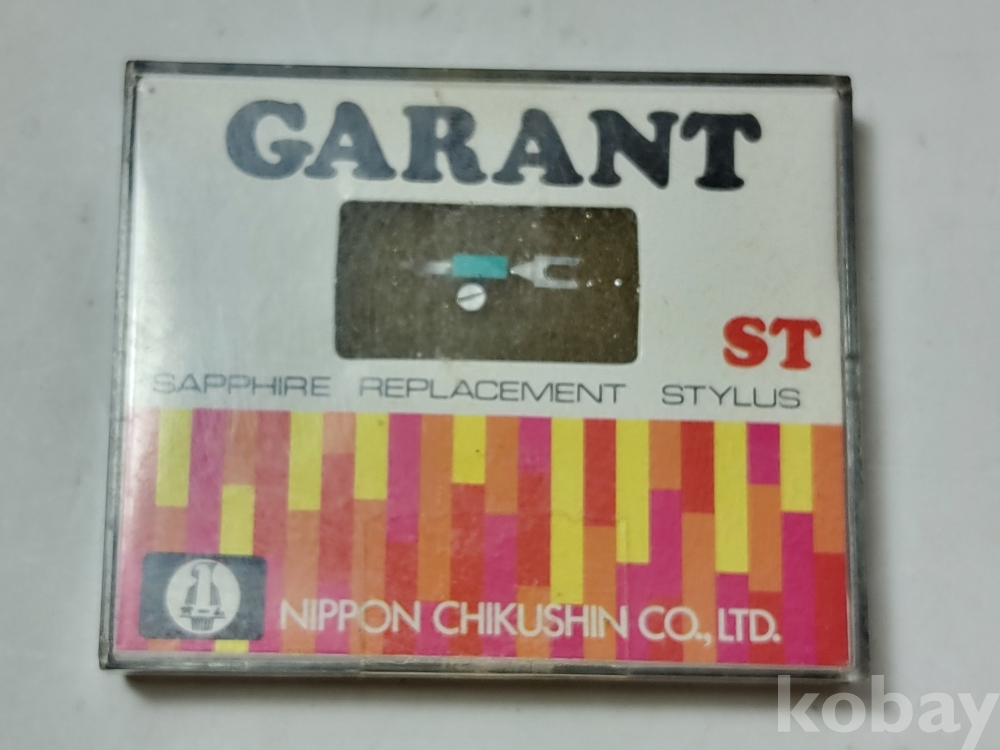 GARANT
ST
SAPPHIRE REPLACEMENT STYLUS
NIPPON CHIKUSHIN CO., LTD.
kobay